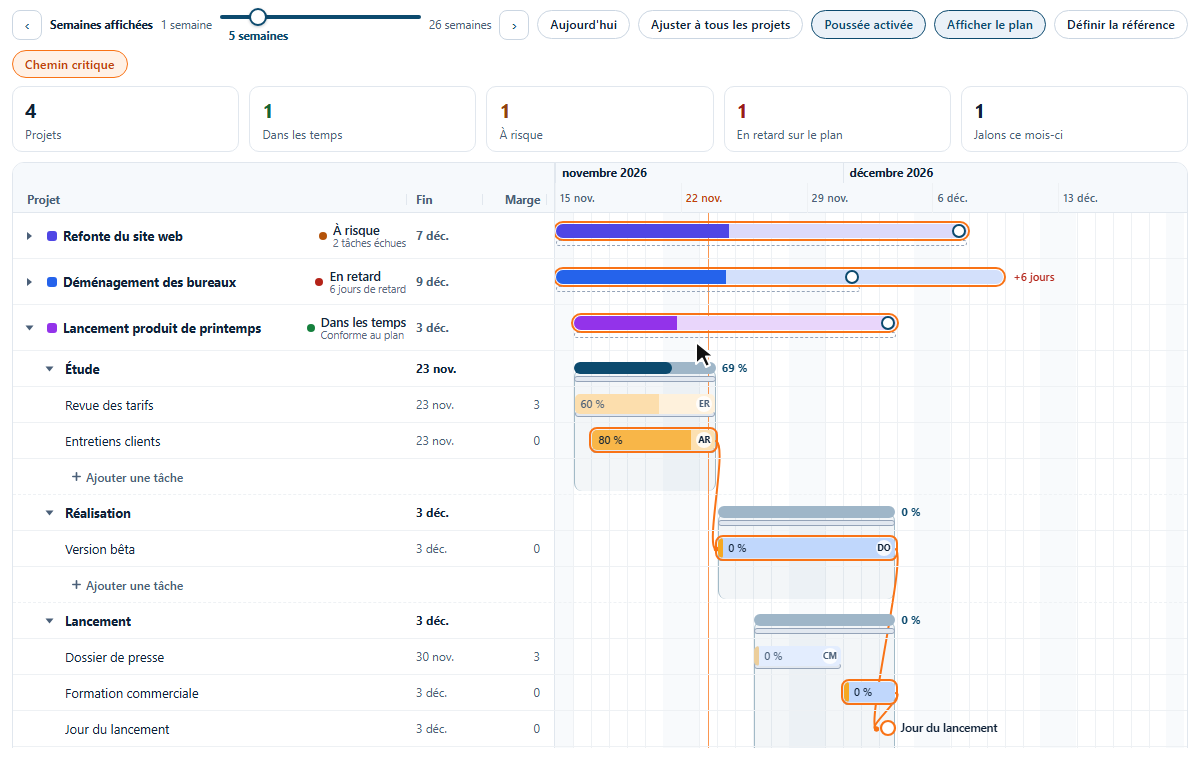 ‹ Semaines affichées 1 semaine 26 semaines › Aujourd'hui Ajuster à tous les projets Poussée activée Afficher le plan Définir la référence
5 semaines
Chemin critique
4
Projets
1
Dans les temps
1
À risque
1
En retard sur le plan
1
Jalons ce mois-ci
novembre 2026 décembre 2026
Projet Fin Marge 15 nov. 22 nov. 29 nov. 6 déc. 13 déc.
Refonte du site web À risque 7 déc.
2 tâches échues
Déménagement des bureaux En retard 9 déc. +6 jours
6 jours de retard
Lancement produit de printemps Dans les temps 3 déc.
Conforme au plan
Étude 23 nov. 69 %
Revue des tarifs 23 nov. 3 60 % ER
Entretiens clients 23 nov. 0 80 % AR
+ Ajouter une tâche
Réalisation 3 déc. 0 %
Version bêta 3 déc. 0 0 % DO
+ Ajouter une tâche
Lancement 3 déc. 0 %
Dossier de presse 30 nov. 3 0 % CM
Formation commerciale 3 déc. 0 0 %
Jour du lancement 3 déc. 0 Jour du lancement